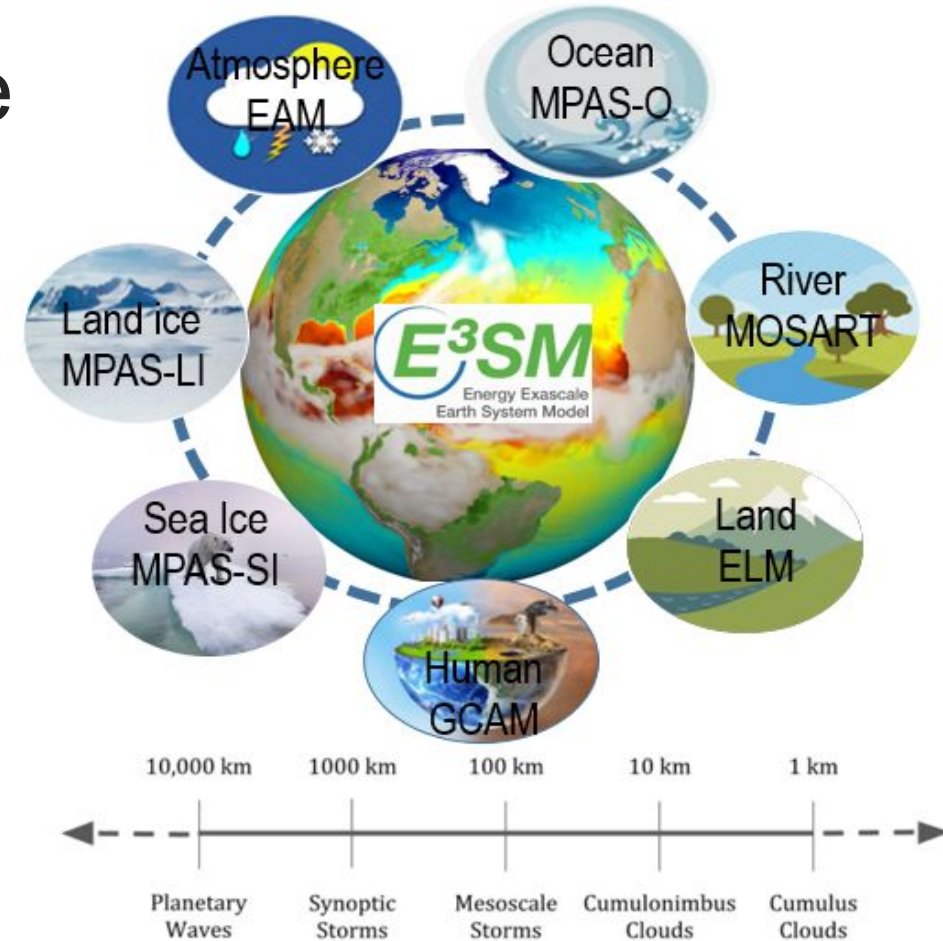 e
Atmosphere
EAM
Ocean
MPAS-O
Land ice
MPAS-LI
River
MOSART
E³SM
Energy Exascale
Earth System Model
Sea Ice
MPAS-SI
Land
ELM
Human
GCAM
10,000 km 1000 km 100 km 10 km 1 km
Planetary Synoptic Mesoscale Cumulonimbus Cumulus
Waves Storms Storms Clouds Clouds